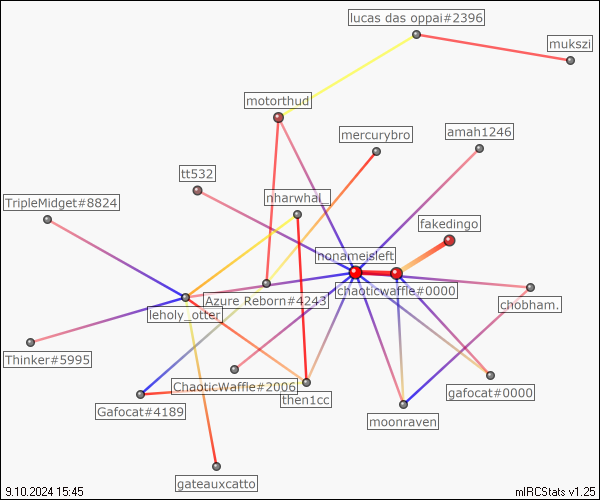 lucas das oppai#2396
mukszi
motorthud
mercurybro
amah1246
tt532
nharwhal_
TripleMidget#8824
fakedingo
nonameisleft
chaoticwaffle#0000
Azure Reborn#4243
chobham.
leholy_otter
Thinker#5995
ChaoticWaffle#2006
gafocat#0000
then1cc
Gafocat#4189
moonraven
gateauxcatto
9.10.2024 15:45
mIRCStats v1.25